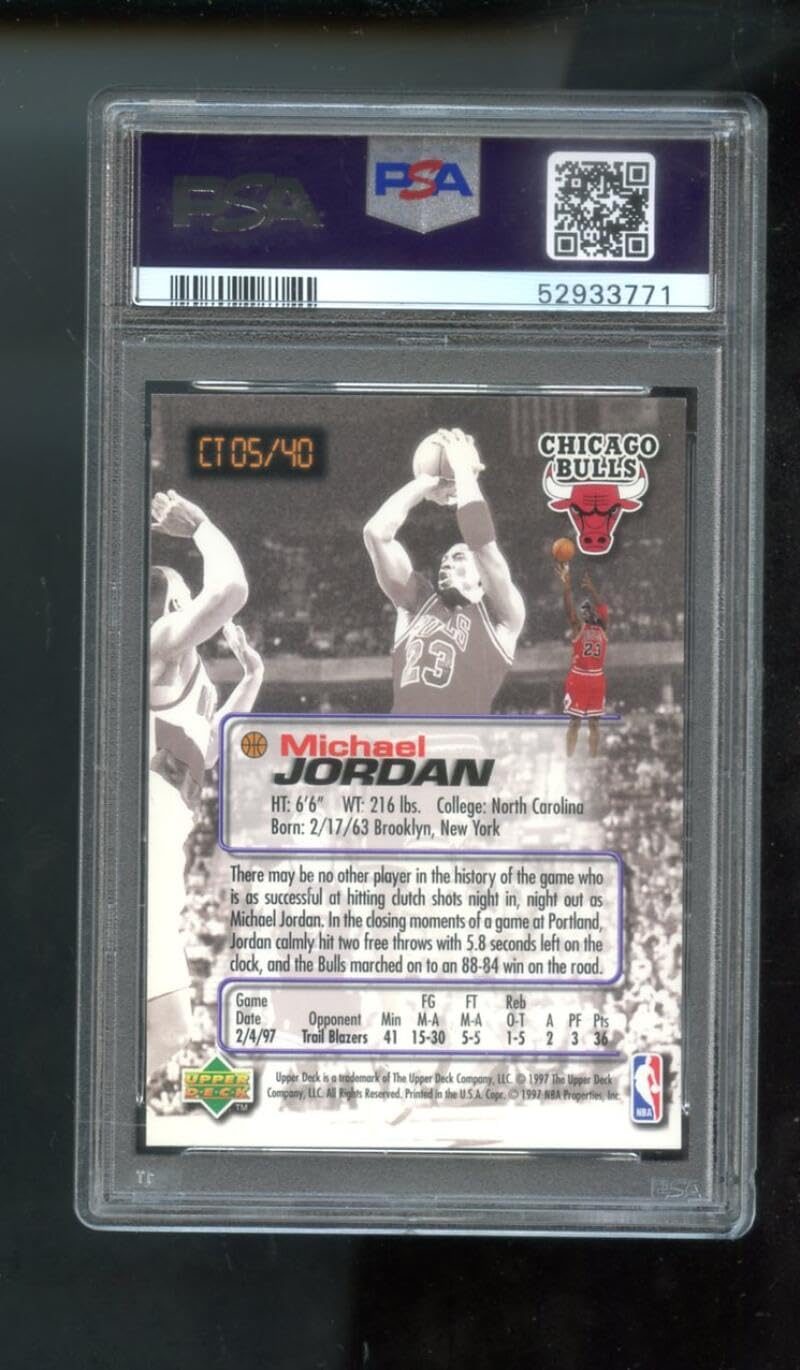 PSA
PSA
52933771
CT 05/40
CHICAGO
BULLS
BULLS
23
23
Michael
JORDAN
HT: 6'6" WT: 216 lbs. College: North Carolina
Born: 2/17/63 Brooklyn, New York
There may be no other player in the history of the game who
is as successful at hitting clutch shots night in, night out as
Michael Jordan. In the closing moments of a game at Portland,
Jordan calmly hit two free throws with 5.8 seconds left on the
clock, and the Bulls marched on to an 88-84 win on the road.
Game FG FT Reb
Date Opponent Min M-A M-A O-T A PF Pts
2/4/97 Trail Blazers 41 15-30 5-5 1-5 2 3 36
UPPER
DECK
TM
Upper Deck is a trademark of The Upper Deck Company, LLC. © 1997 The Upper Deck
Company, LLC. All Rights Reserved. Printed in the U.S.A. Copr. © 1997 NBA Properties, Inc.
NBA
PSA